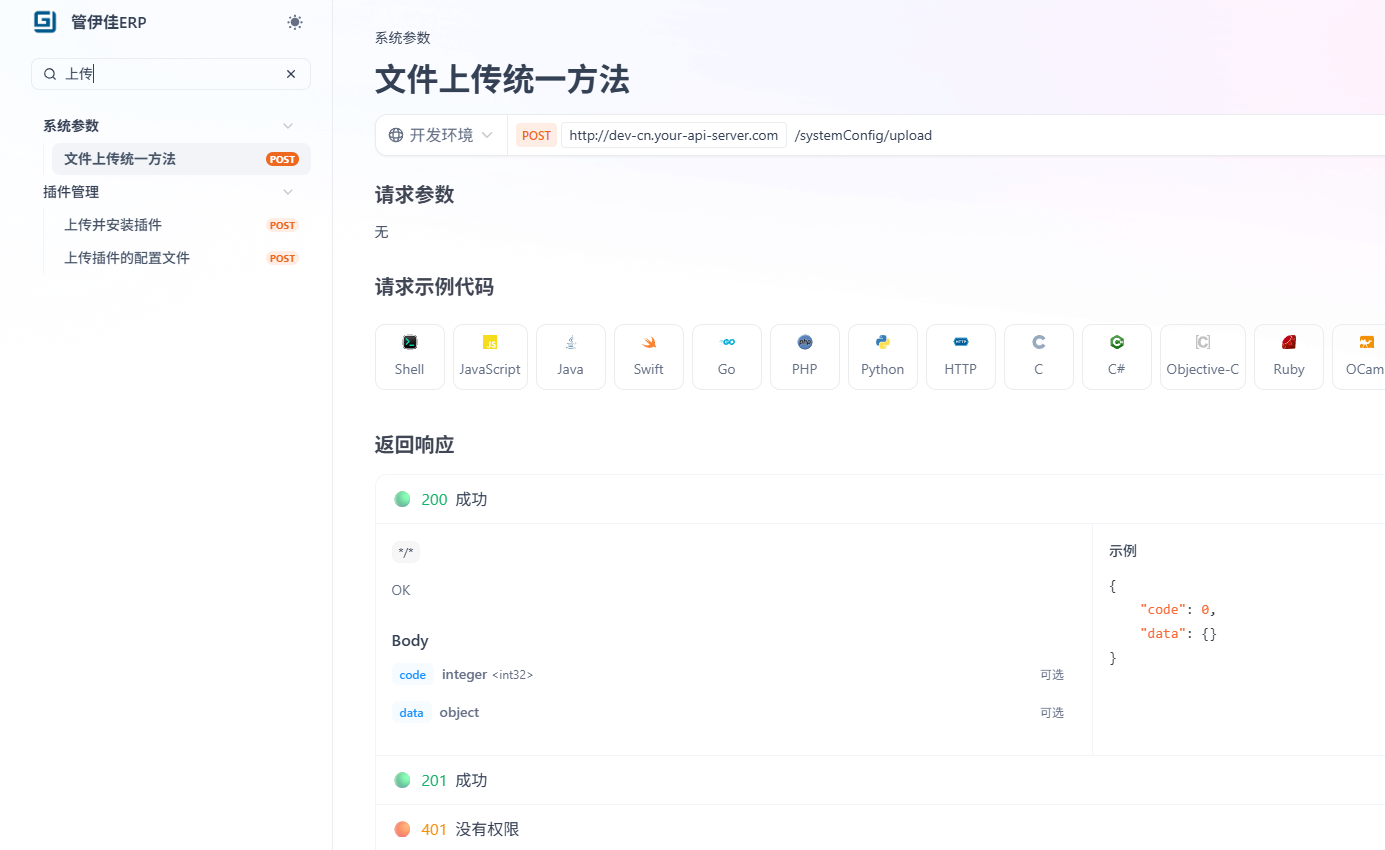 管伊佳ERP
上传
系统参数
文件上传统一方法 POST
插件管理
上传并安装插件 POST
上传插件的配置文件 POST
系统参数
文件上传统一方法
开发环境 POST http://dev-cn.your-api-server.com /systemConfig/upload
请求参数
无
请求示例代码
Shell JavaScript Java Swift Go PHP Python HTTP C C# Objective-C Ruby OCam
返回响应
200 成功
*/*
OK
Body
code integer <int32> 可选
data object 可选
示例
{
"code": 0,
"data": {}
}
201 成功
401 没有权限